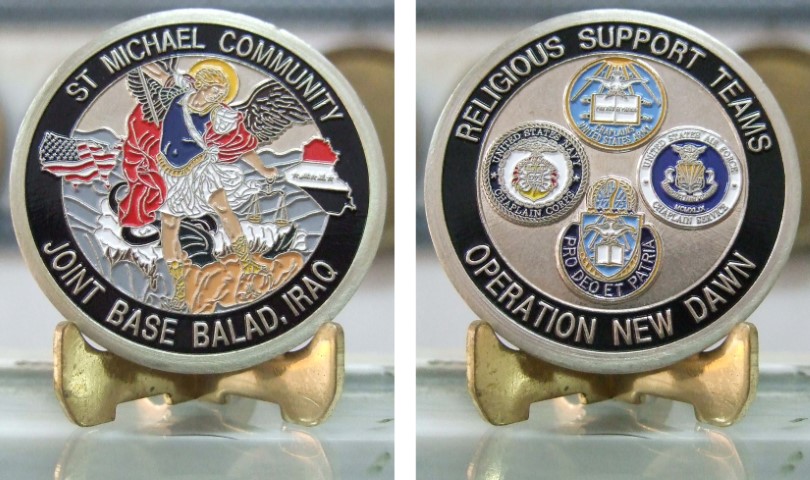 ST MICHAEL COMMUNITY
JOINT BASE BALAD, IRAQ
RELIGIOUS SUPPORT TEAMS
UNITED STATES NAVY
CHAPLAIN CORPS
UNITED STATES AIR FORCE
CHAPLAIN SERVICE
MCMXLIX
PRO DEO ET PATRIA
OPERATION NEW DAWN